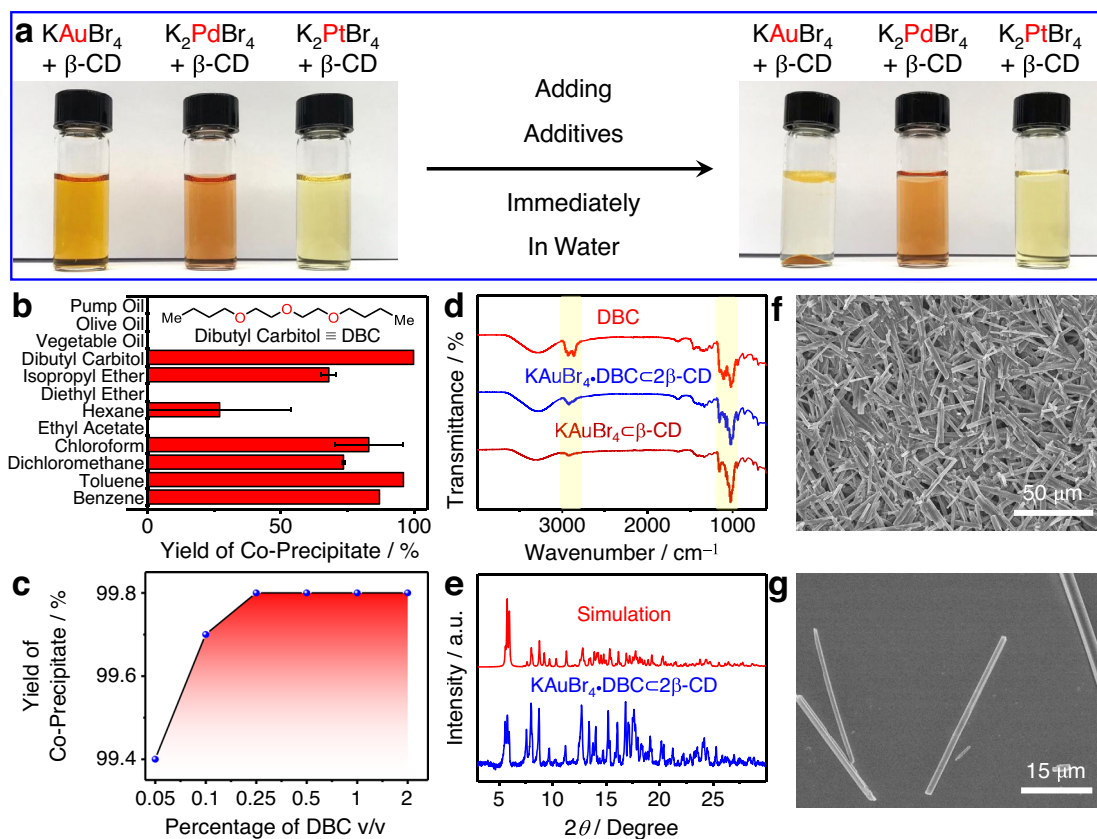 a
KAuBr₄
+ β-CD
K₂PdBr₄
+ β-CD
K₂PtBr₄
+ β-CD
Adding
Additives
Immediately
In Water
KAuBr₄
+ β-CD
K₂PdBr₄
+ β-CD
K₂PtBr₄
+ β-CD
b
Pump Oil
Olive Oil
Vegetable Oil
Dibutyl Carbitol
Isopropyl Ether
Diethyl Ether
Hexane
Ethyl Acetate
Chloroform
Dichloromethane
Toluene
Benzene
Me O O O Me
Dibutyl Carbitol ≡ DBC
0 50 100
Yield of Co-Precipitate / %
c
Yield of
Co-Precipitate / %
99.8
99.6
99.4
0.05 0.1 0.25 0.5 1 2
Percentage of DBC v/v
d
Transmittance / %
DBC
KAuBr₄•DBC⊂2β-CD
KAuBr₄⊂β-CD
3000 2000 1000
Wavenumber / cm⁻¹
e
Intensity / a.u.
Simulation
KAuBr₄•DBC⊂2β-CD
5 10 15 20 25
2θ / Degree
f
50 μm
g
15 μm